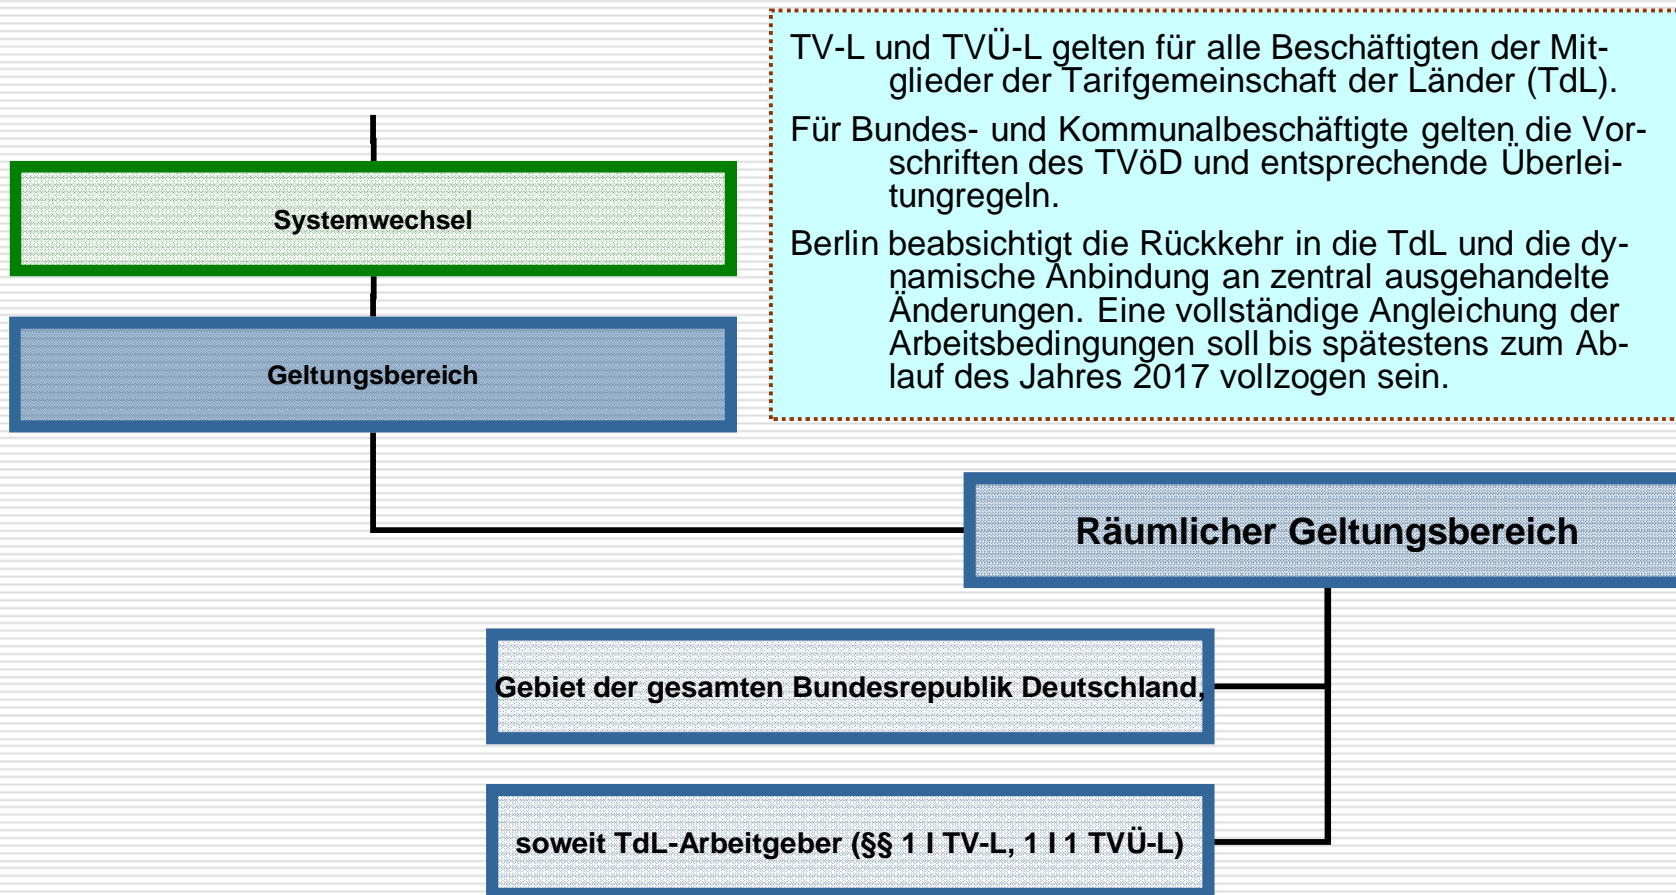 TV-L und TVÜ-L gelten für alle Beschäftigten der Mit-
glieder der Tarifgemeinschaft der Länder (TdL).
Für Bundes- und Kommunalbeschäftigte gelten die Vor-
schriften des TVöD und entsprechende Überlei-
tungregeln.
Berlin beabsichtigt die Rückkehr in die TdL und die dy-
namische Anbindung an zentral ausgehandelte
Änderungen. Eine vollständige Angleichung der
Arbeitsbedingungen soll bis spätestens zum Ab-
lauf des Jahres 2017 vollzogen sein.
Systemwechsel
Geltungsbereich
Räumlicher Geltungsbereich
Gebiet der gesamten Bundesrepublik Deutschland,
soweit TdL-Arbeitgeber (§§ 1 I TV-L, 1 I 1 TVÜ-L)